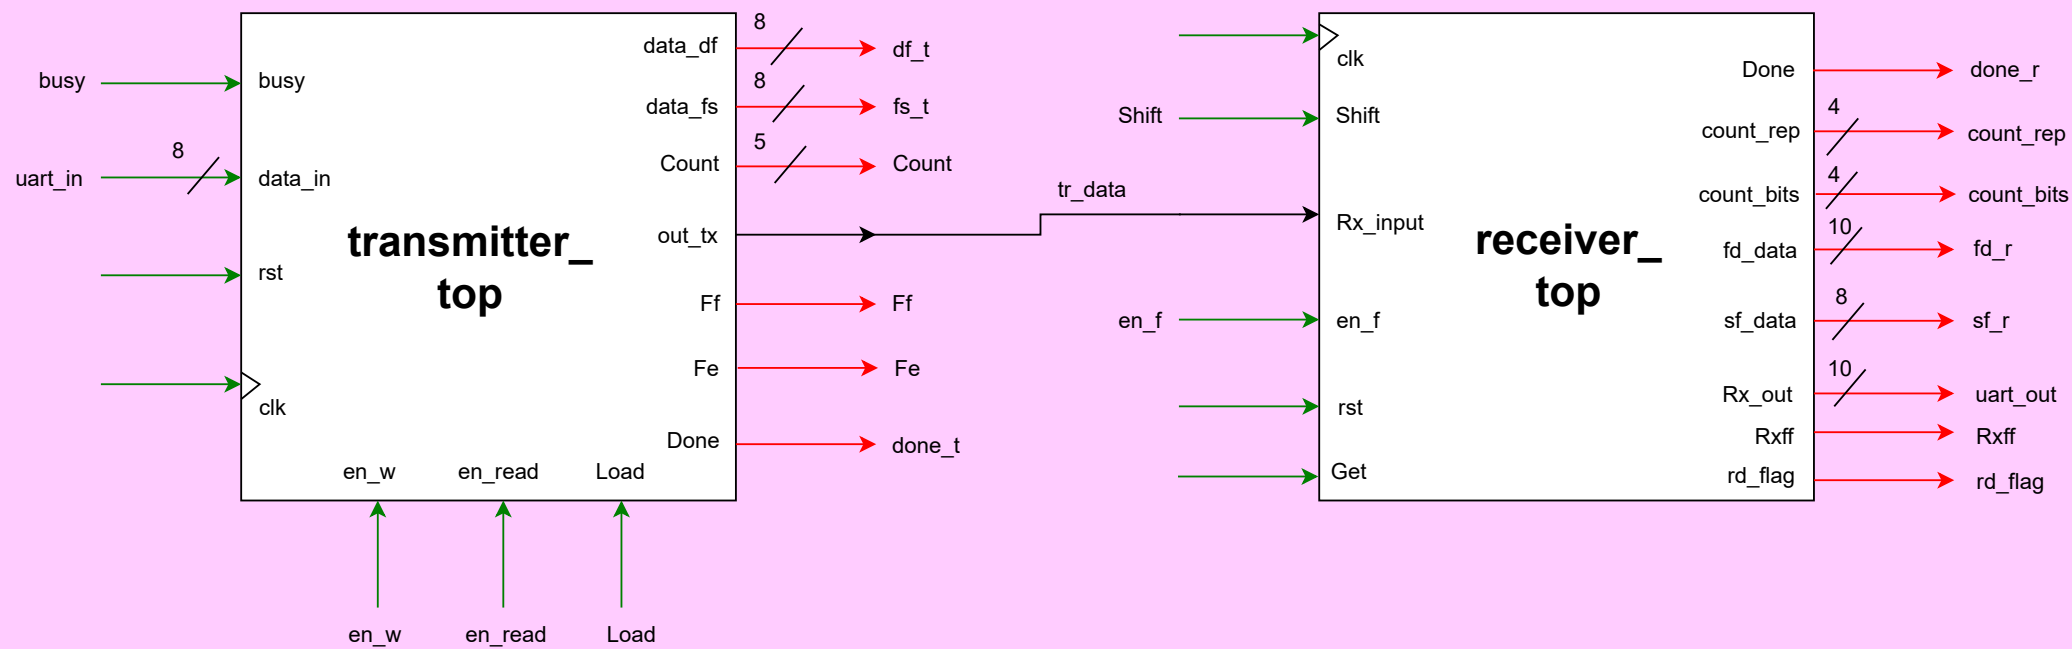 busy
busy
8
uart_in
data_in
rst
clk
transmitter_
top
en_w
en_read
Load
en_w
en_read
Load
data_df
8
df_t
data_fs
8
fs_t
Count
5
Count
out_tx
tr_data
Ff
Ff
Fe
Fe
Done
done_t
clk
Shift
Shift
Rx_input
en_f
en_f
rst
Get
receiver_
top
Done
done_r
count_rep
4
count_rep
count_bits
4
count_bits
fd_data
10
fd_r
sf_data
8
sf_r
Rx_out
10
uart_out
Rxff
Rxff
rd_flag
rd_flag